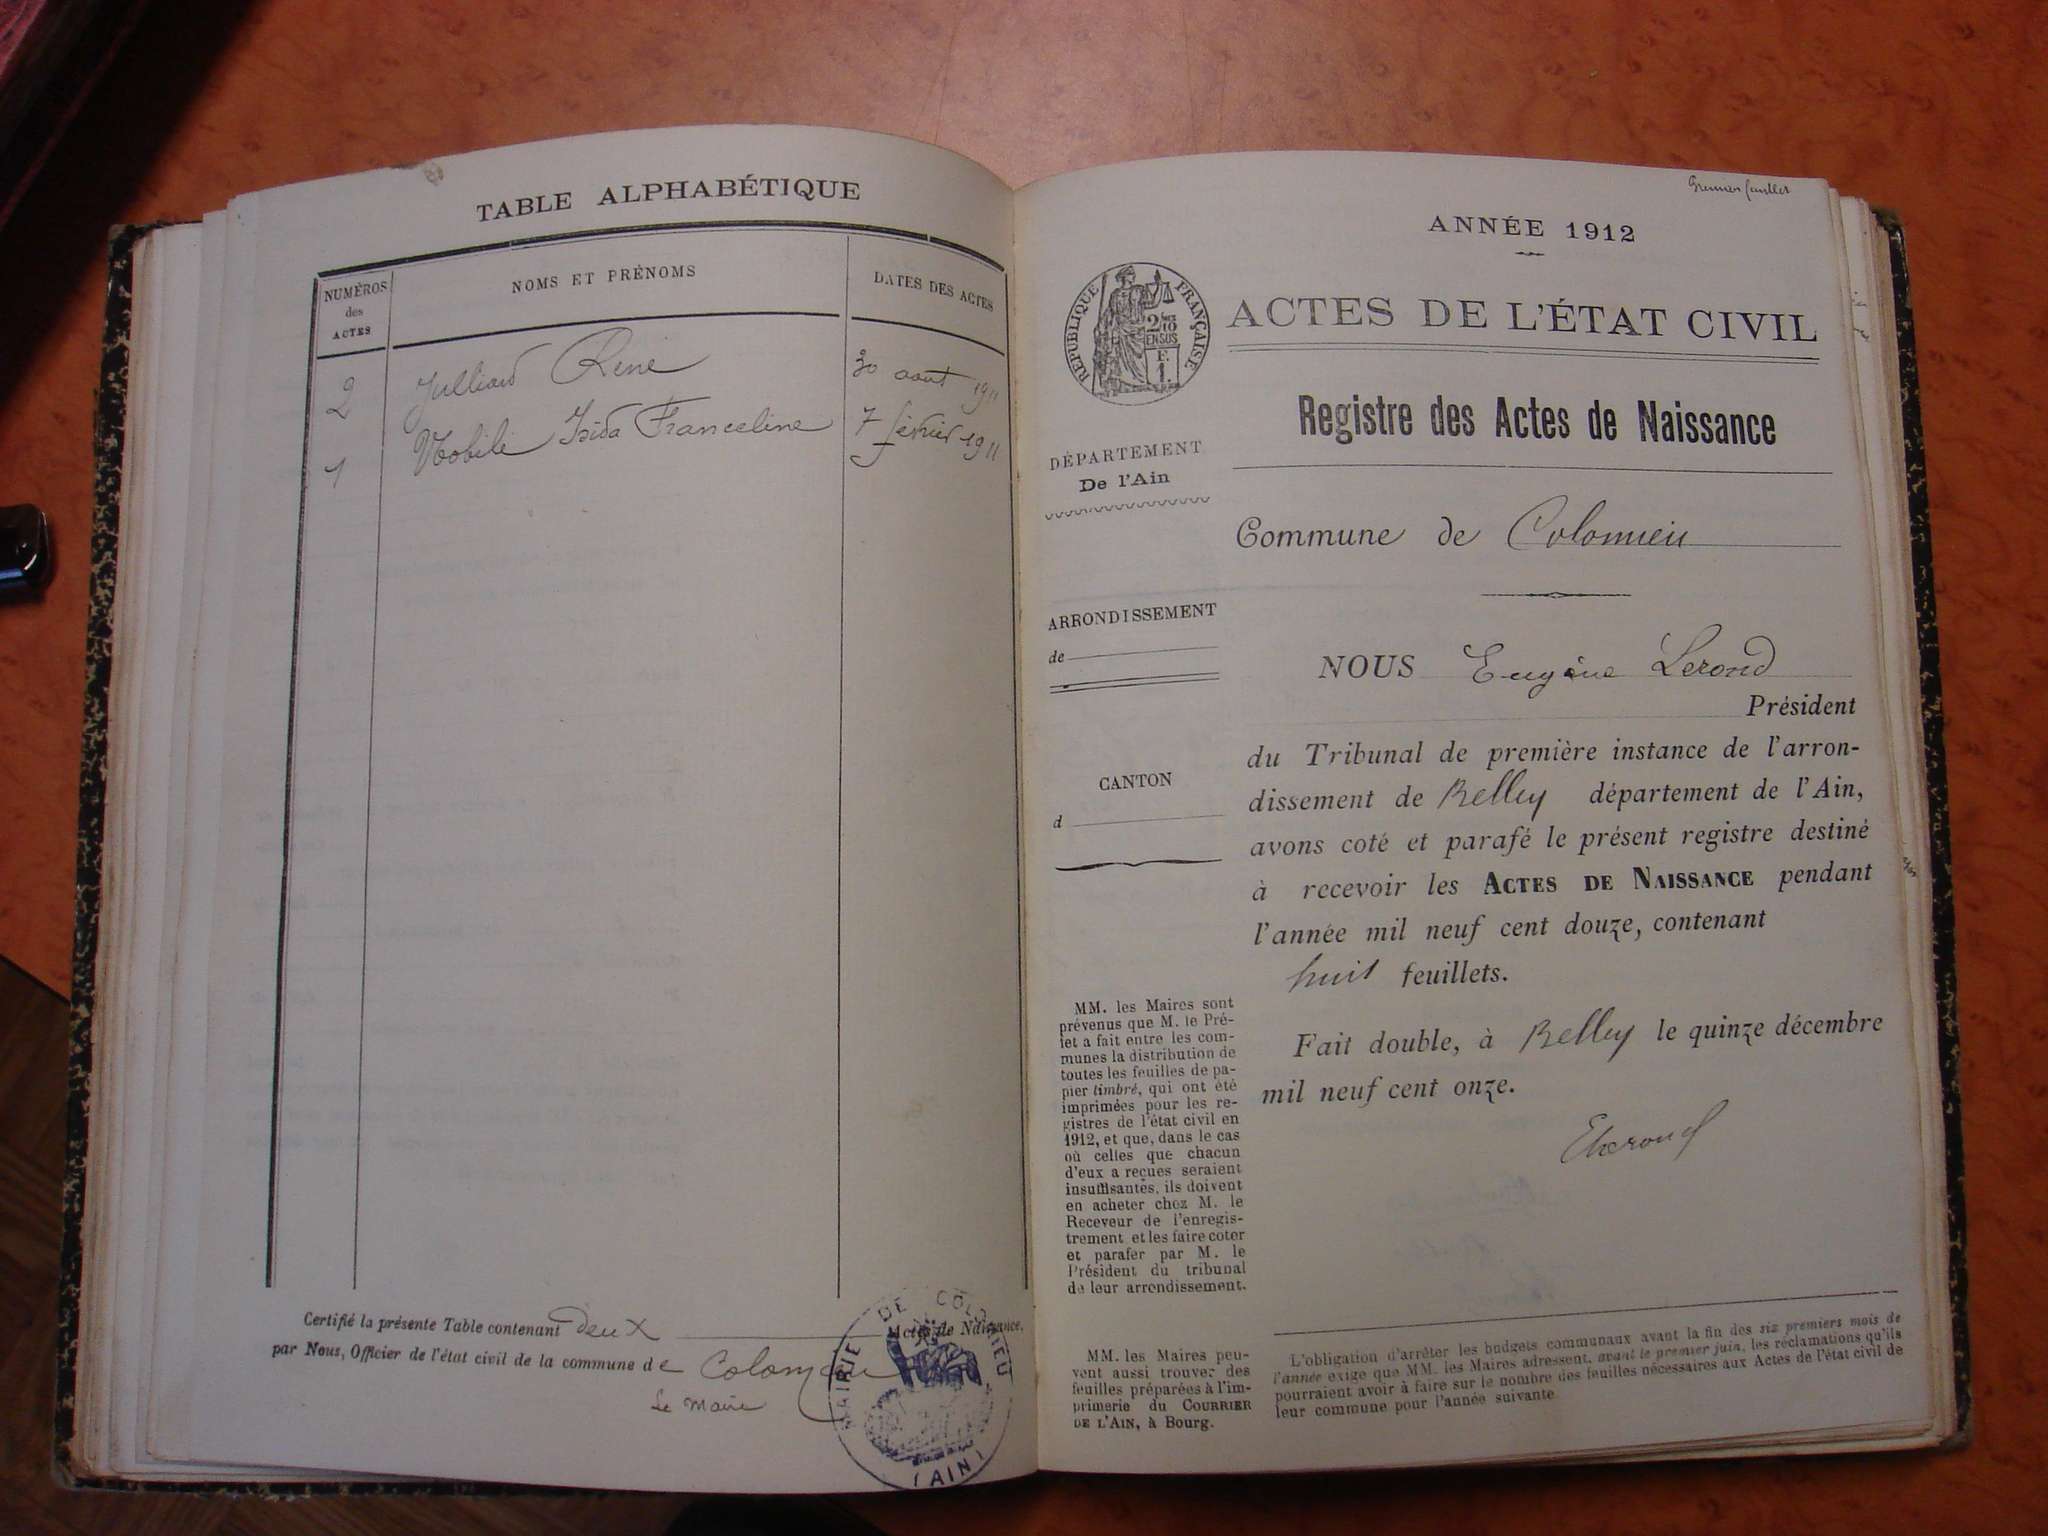 TABLE ALPHABÉTIQUE
NUMÉROS
des
ACTES
NOMS ET PRÉNOMS
DATES DES ACTES
2 Julliard René 30 aout 1911
1 Nobile Isida Franceline 7 février 1911
Certifié la présente Table contenant deux Actes de Naissance,
par Nous, Officier de l'état civil de la commune de Colomieu
Le Maire
MAIRIE DE COLOMIEU
(AIN)
Premier feuillet
ANNÉE 1912
RÉPUBLIQUE FRANÇAISE
2/10
EN SUS
F.
1.
ACTES DE L'ÉTAT CIVIL
Registre des Actes de Naissance
DÉPARTEMENT
De l'Ain
Commune de Colomieu
ARRONDISSEMENT
de
CANTON
d
NOUS Eugène Lerond
Président
du Tribunal de première instance de l'arron-
dissement de Belley département de l'Ain,
avons coté et parafé le présent registre destiné
à recevoir les ACTES DE NAISSANCE pendant
l'année mil neuf cent douze, contenant
huit feuillets.
Fait double, à Belley le quinze décembre
mil neuf cent onze.
ELerond
MM. les Maires sont
prévenus que M. le Pré-
fet a fait entre les com-
munes la distribution de
toutes les feuilles de pa-
pier timbré, qui ont été
imprimées pour les re-
gistres de l'état civil en
1912, et que, dans le cas
où celles que chacun
d'eux a reçues seraient
insuffisantes, ils doivent
en acheter chez M. le
Receveur de l'enregis-
trement et les faire coter
et parafer par M. le
Président du tribunal
de leur arrondissement.
MM. les Maires peu-
vent aussi trouver des
feuilles préparées à l'im-
primerie du COURRIER
DE L'AIN, à Bourg.
L'obligation d'arrêter les budgets communaux avant la fin des six premiers mois de
l'année exige que MM. les Maires adressent, avant le premier juin, les réclamations qu'ils
pourraient avoir à faire sur le nombre des feuilles nécessaires aux Actes de l'état civil de
leur commune pour l'année suivante